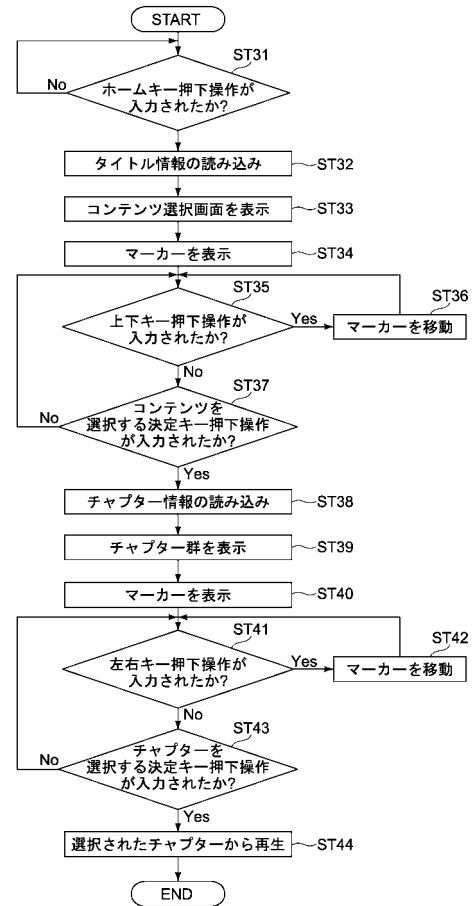 START
ST31
No
ホームキー押下操作が
入力されたか?
タイトル情報の読み込み
ST32
コンテンツ選択画面を表示
ST33
マーカーを表示
ST34
ST35
ST36
上下キー押下操作が
入力されたか?
Yes
マーカーを移動
No
ST37
No
コンテンツを
選択する決定キー押下操作
が入力されたか?
Yes
チャプター情報の読み込み
ST38
チャプター群を表示
ST39
マーカーを表示
ST40
ST41
ST42
左右キー押下操作が
入力されたか?
Yes
マーカーを移動
No
ST43
No
チャプターを
選択する決定キー押下操作
が入力されたか?
Yes
選択されたチャプターから再生
ST44
END